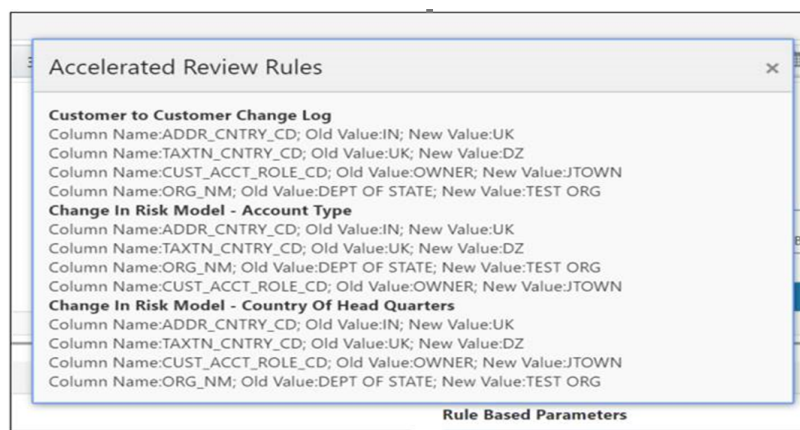 Accelerated Review Rules
×
Customer to Customer Change Log
Column Name:ADDR_CNTRY_CD; Old Value:IN; New Value:UK
Column Name:TAXTN_CNTRY_CD; Old Value:UK; New Value:DZ
Column Name:CUST_ACCT_ROLE_CD; Old Value:OWNER; New Value:JTOWN
Column Name:ORG_NM; Old Value:DEPT OF STATE; New Value:TEST ORG
Change In Risk Model - Account Type
Column Name:ADDR_CNTRY_CD; Old Value:IN; New Value:UK
Column Name:TAXTN_CNTRY_CD; Old Value:UK; New Value:DZ
Column Name:ORG_NM; Old Value:DEPT OF STATE; New Value:TEST ORG
Column Name:CUST_ACCT_ROLE_CD; Old Value:OWNER; New Value:JTOWN
Change In Risk Model - Country Of Head Quarters
Column Name:ADDR_CNTRY_CD; Old Value:IN; New Value:UK
Column Name:TAXTN_CNTRY_CD; Old Value:UK; New Value:DZ
Column Name:CUST_ACCT_ROLE_CD; Old Value:OWNER; New Value:JTOWN
Column Name:ORG_NM; Old Value:DEPT OF STATE; New Value:TEST ORG
Rule Based Parameters